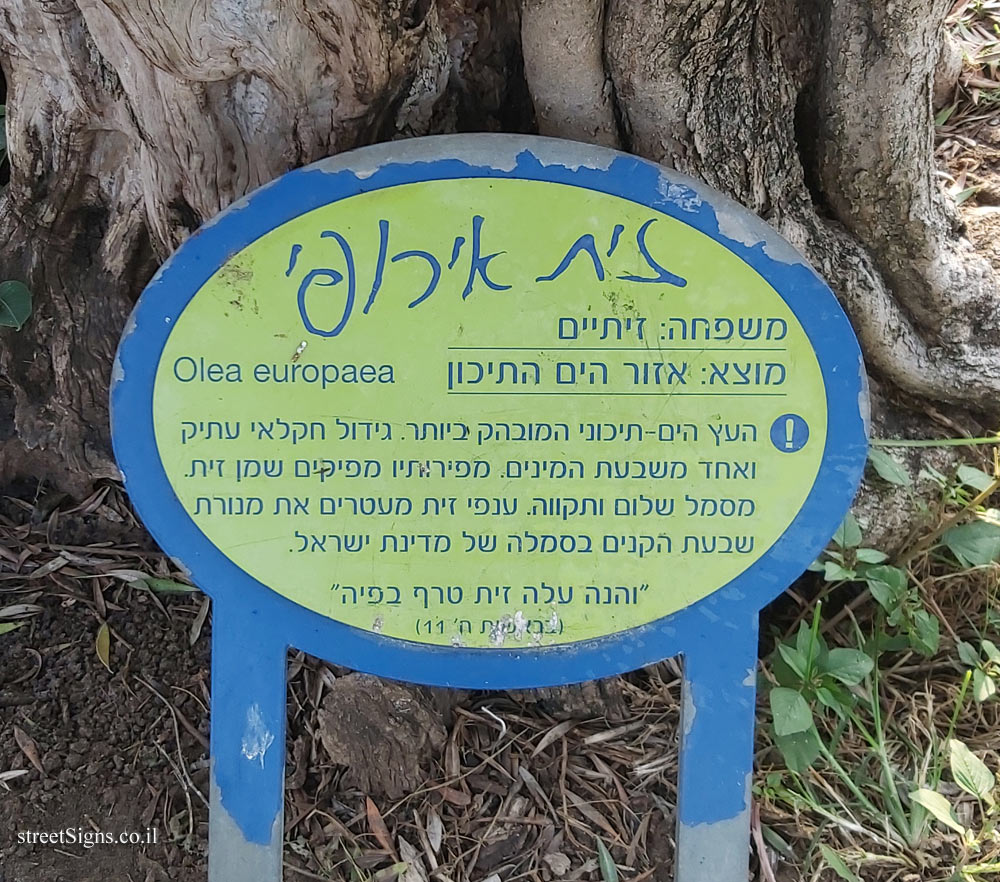 זית אירופי
משפחה: זיתיים
מוצא: אזור הים התיכון
Olea europaea
העץ הים-תיכוני המובהק ביותר. גידול חקלאי עתיק
ואחד משבעת המינים. מפירותיו מפיקים שמן זית.
מסמל שלום ותקווה. ענפי זית מעטרים את מנורת
שבעת הקנים בסמלה של מדינת ישראל.
"והנה עלה זית טרף בפיה"
(בראשית ח' 11)
streetSigns.co.il